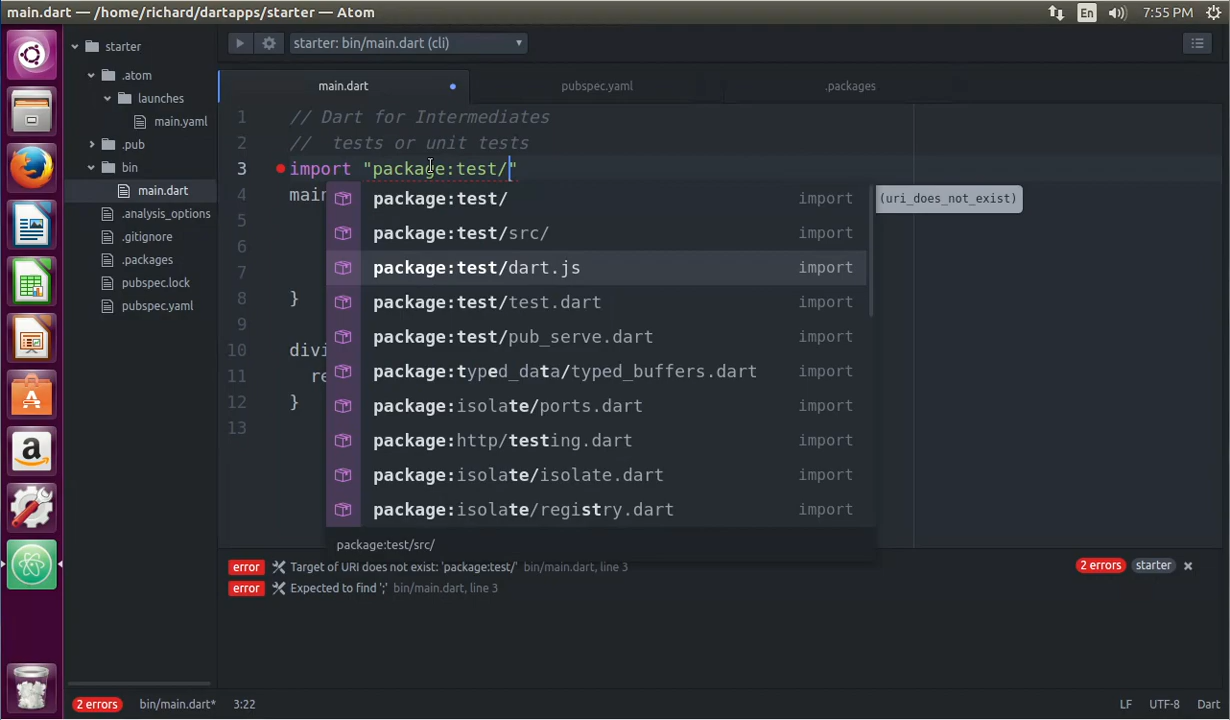 main.dart — /home/richard/dartapps/starter — Atom
En
7:55 PM
starter
.atom
launches
main.yaml
.pub
bin
main.dart
.analysis_options
.gitignore
.packages
pubspec.lock
pubspec.yaml
starter: bin/main.dart (cli)
main.dart
pubspec.yaml
.packages
1 // Dart for Intermediates
2 // tests or unit tests
3 import "package:test/"
4 main
5
6
7
8 }
9
10 divi
11 re
12 }
13
package:test/ import
package:test/src/ import
package:test/dart.js import
package:test/test.dart import
package:test/pub_serve.dart import
package:typed_data/typed_buffers.dart import
package:isolate/ports.dart import
package:http/testing.dart import
package:isolate/isolate.dart import
package:isolate/registry.dart import
package:test/src/
(uri_does_not_exist)
error Target of URI does not exist: 'package:test/' bin/main.dart, line 3
error Expected to find ';' bin/main.dart, line 3
2 errors starter
2 errors bin/main.dart* 3:22
LF UTF-8 Dart